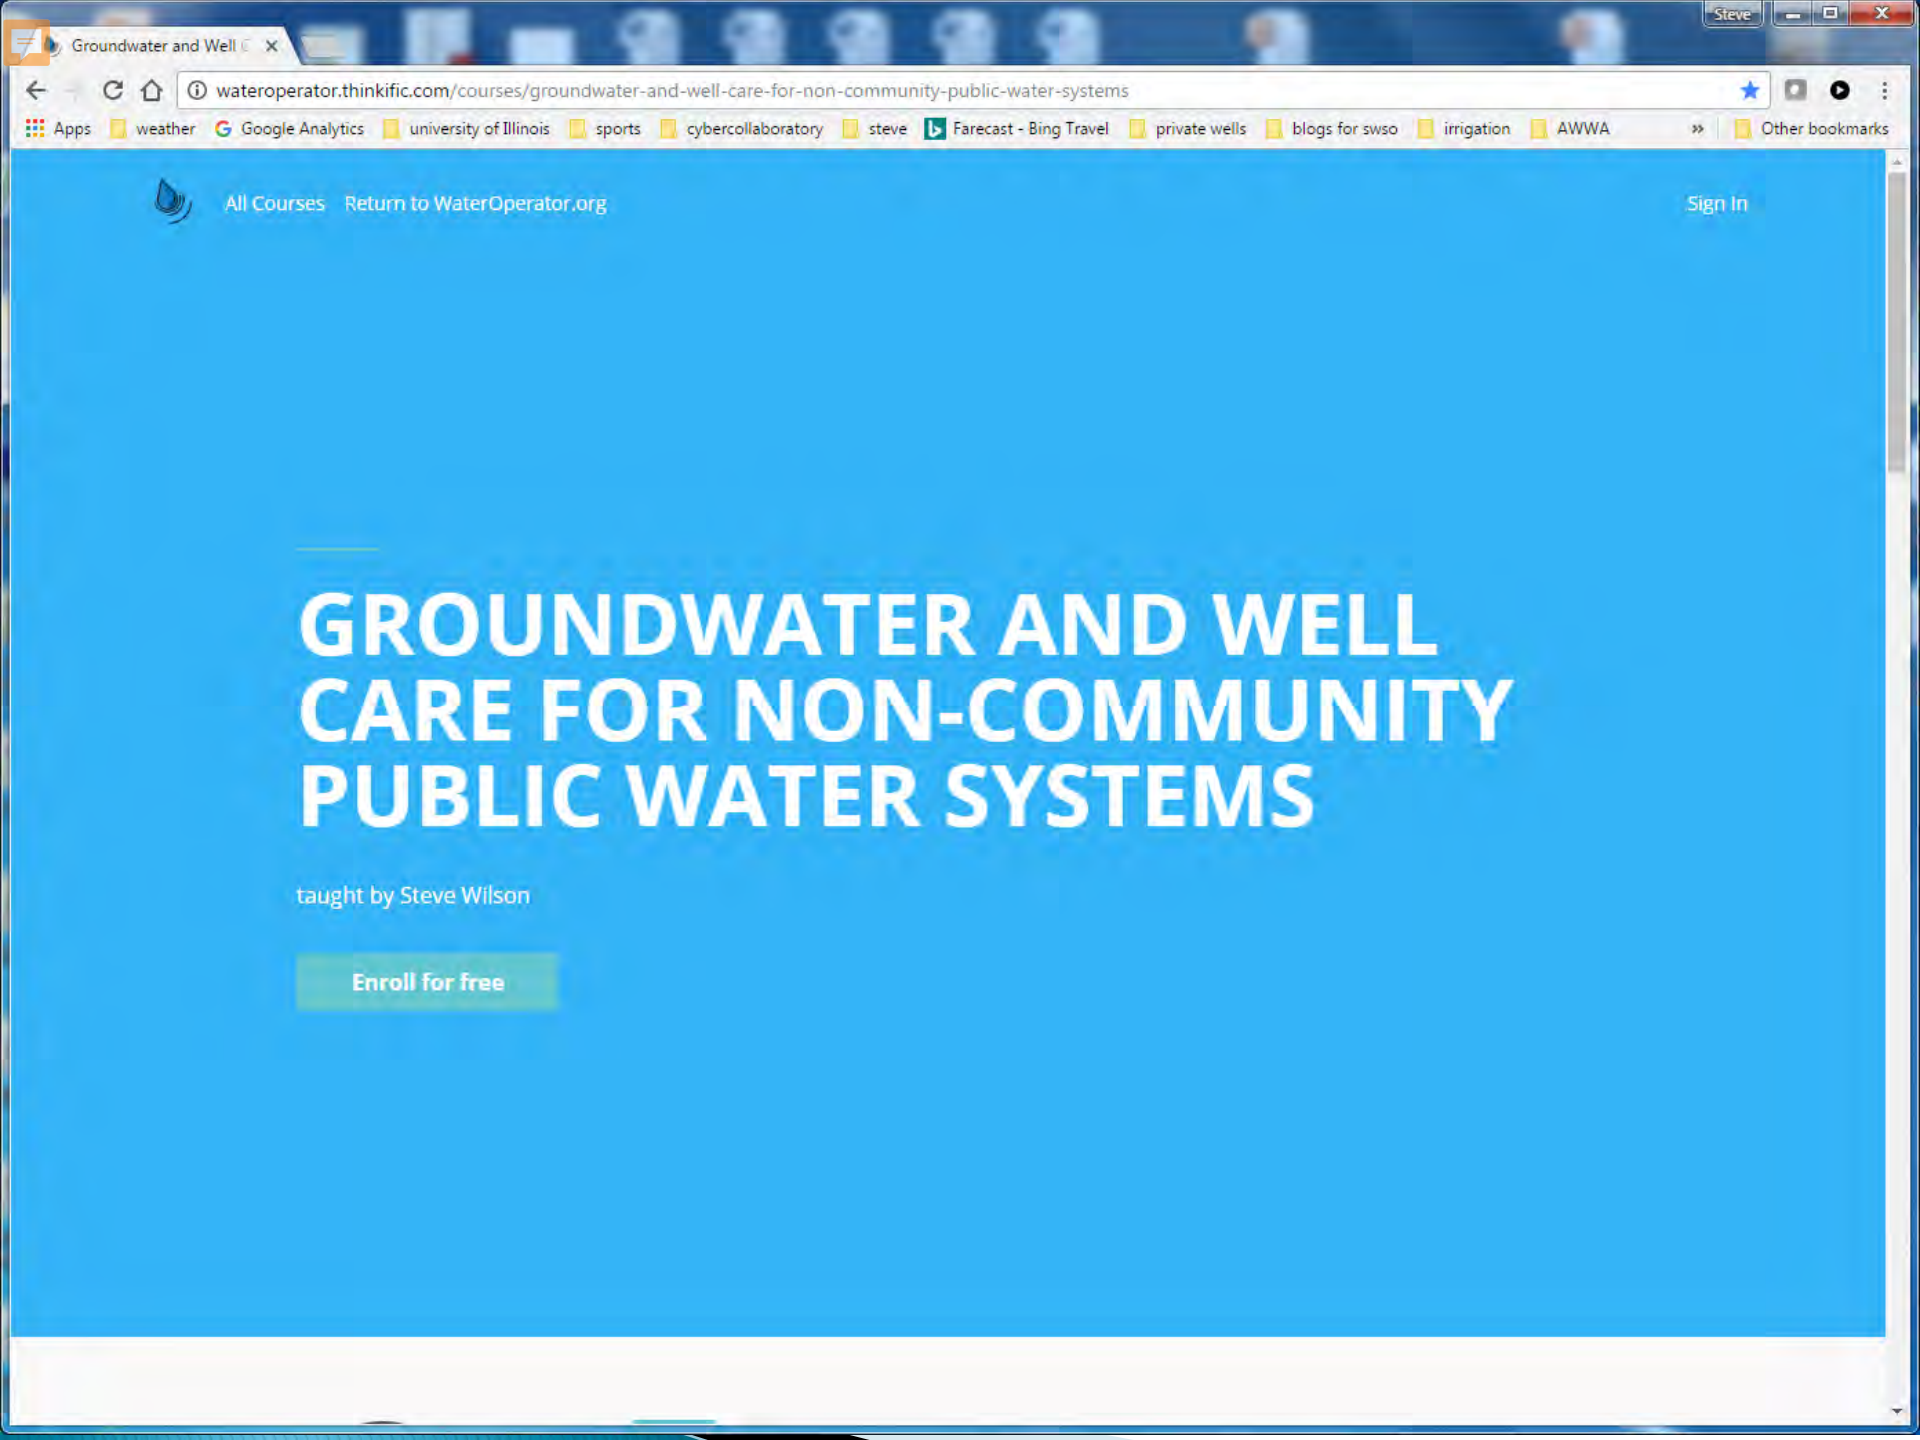 Steve
Groundwater and Well
wateroperator.thinkific.com/courses/groundwater-and-well-care-for-non-community-public-water-systems
Apps weather Google Analytics university of Illinois sports cybercollaboratory steve Farecast - Bing Travel private wells blogs for swso irrigation AWWA » Other bookmarks
All Courses Return to WaterOperator.org Sign In
GROUNDWATER AND WELL
CARE FOR NON-COMMUNITY
PUBLIC WATER SYSTEMS
taught by Steve Wilson
Enroll for free